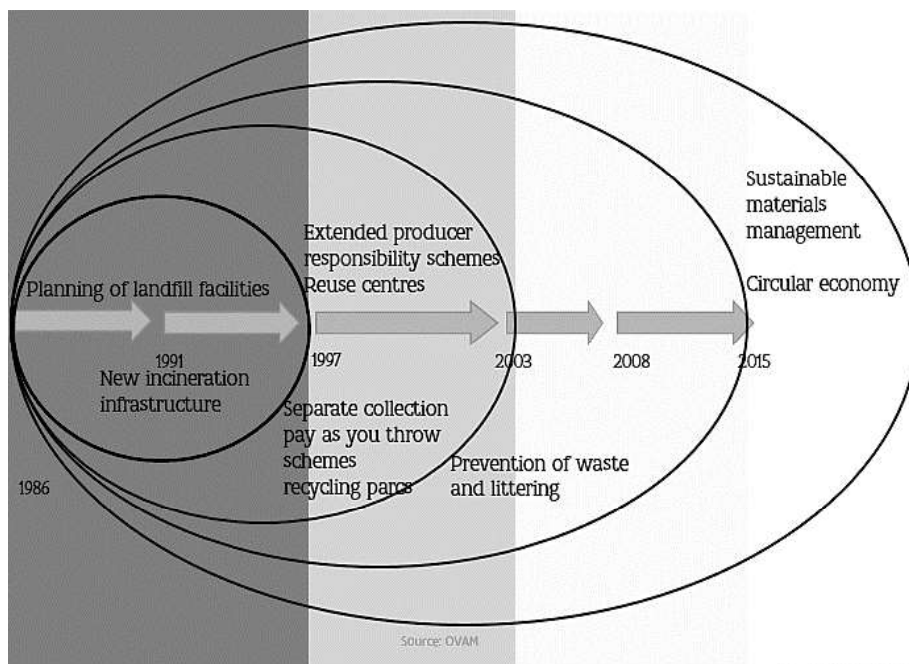 Sustainable
materials
management
Extended producer
responsibility schemes
Reuse centres
Planning of landfill facilities
Circular economy
1991
1997
2003
2008
2015
New incineration
infrastructure
Separate collection
pay as you throw
schemes
recycling parcs
Prevention of waste
and littering
1986
Source: OVAM